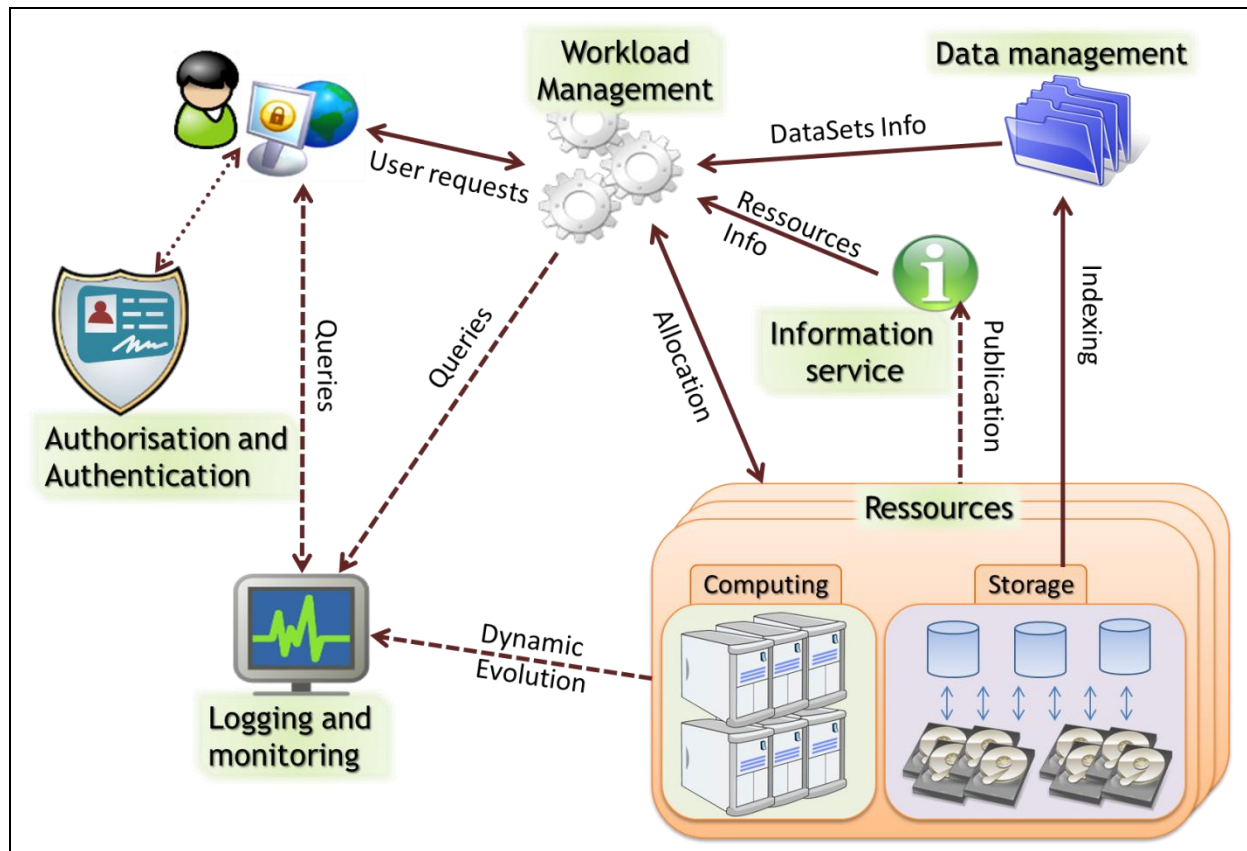 Workload
Management
Data management
DataSets Info
User requests
Ressources
Info
Information
service
Queries
Queries
Allocation
Publication
Indexing
Authorisation and
Authentication
Ressources
Computing
Storage
Dynamic
Evolution
Logging and
monitoring